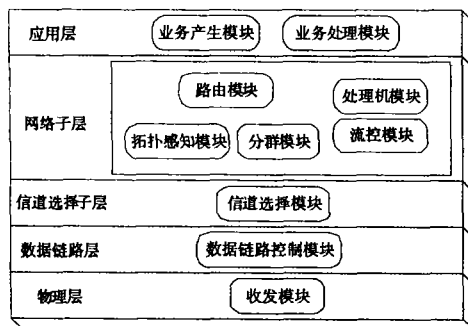 应用层 业务产生模块 业务处理模块
路由模块 处理机模块
网络子层
拓扑感知模块 分群模块 流控模块
信道选择子层 信道选择模块
数据链路层 数据链路控制模块
物理层 收发模块